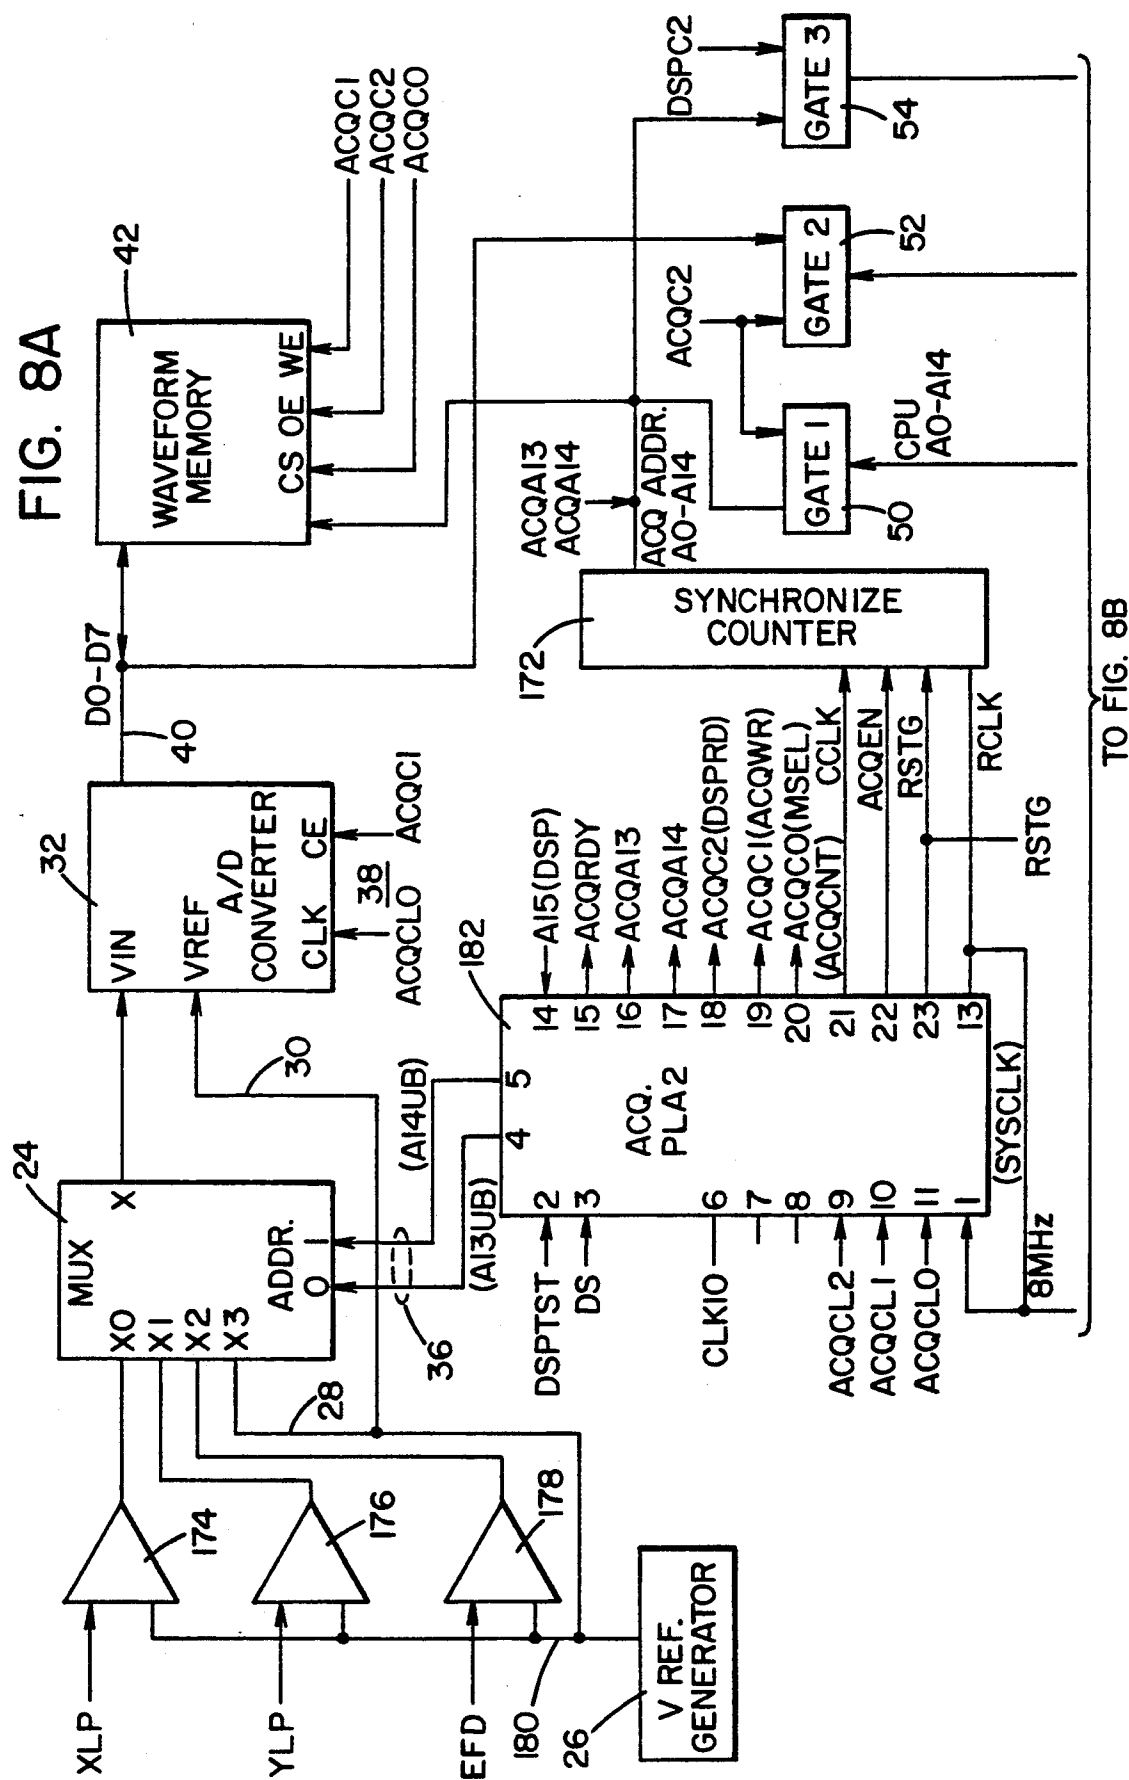 FIG. 8A
XLP
YLP
EFD
174
176
178
180
26
V REF.
GENERATOR
28
24
MUX
X0
X1
X2
X3
X
ADDR.
0
1
36
(A13UB)
(A14UB)
30
32
VIN
VREF
A/D
CONVERTER
CLK
CE
ACQCL0
38
ACQC1
40
D0-D7
42
WAVEFORM
MEMORY
CS
OE
WE
ACQC1
ACQC2
ACQC0
182
ACQ.
PLA2
4
5
DSPTST
2
DS
3
CLK10
6
7
8
ACQCL2
9
ACQCL1
10
ACQCL0
11
1
8MHz
(SYSCLK)
14
A15(DSP)
15
ACQRDY
16
ACQA13
17
ACQA14
18
ACQC2(DSPRD)
19
ACQC1(ACQWR)
20
ACQC0(MSEL)
21
(ACQCNT)
CCLK
22
ACQEN
23
RSTG
13
RCLK
RSTG
172
SYNCHRONIZE
COUNTER
ACQA13
ACQA14
ACQ ADDR.
A0-A14
GATE 1
50
CPU
A0-A14
ACQC2
GATE 2
52
DSPC2
GATE 3
54
TO FIG. 8B